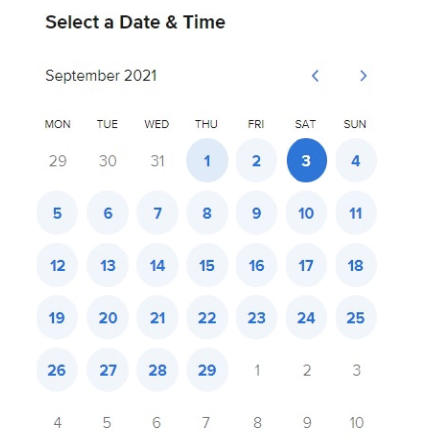 Select a Date & Time
September 2021
MON TUE WED THU FRI SAT SUN
29 30 31 1 2 3 4
5 6 7 8 9 10 11
12 13 14 15 16 17 18
19 20 21 22 23 24 25
26 27 28 29 1 2 3
4 5 6 7 8 9 10